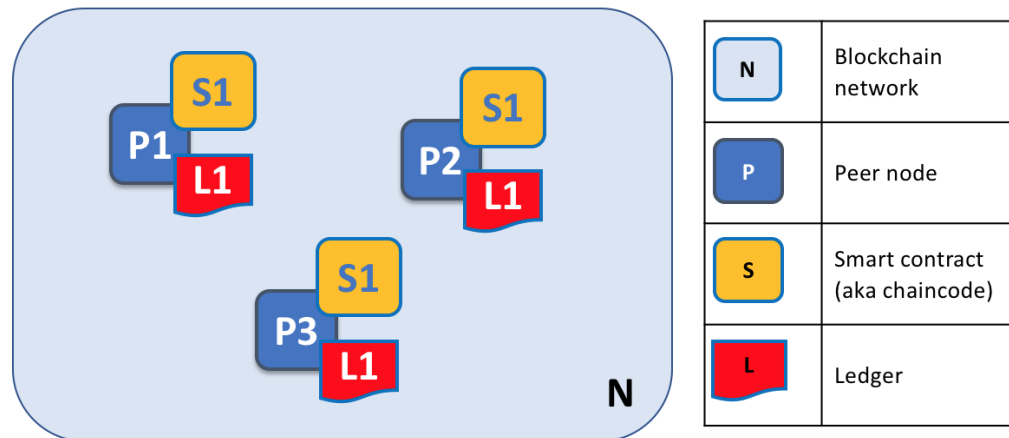 S1
P1
L1
S1
P2
L1
S1
P3
L1
N
N
Blockchain
network
P
Peer node
S
Smart contract
(aka chaincode)
L
Ledger